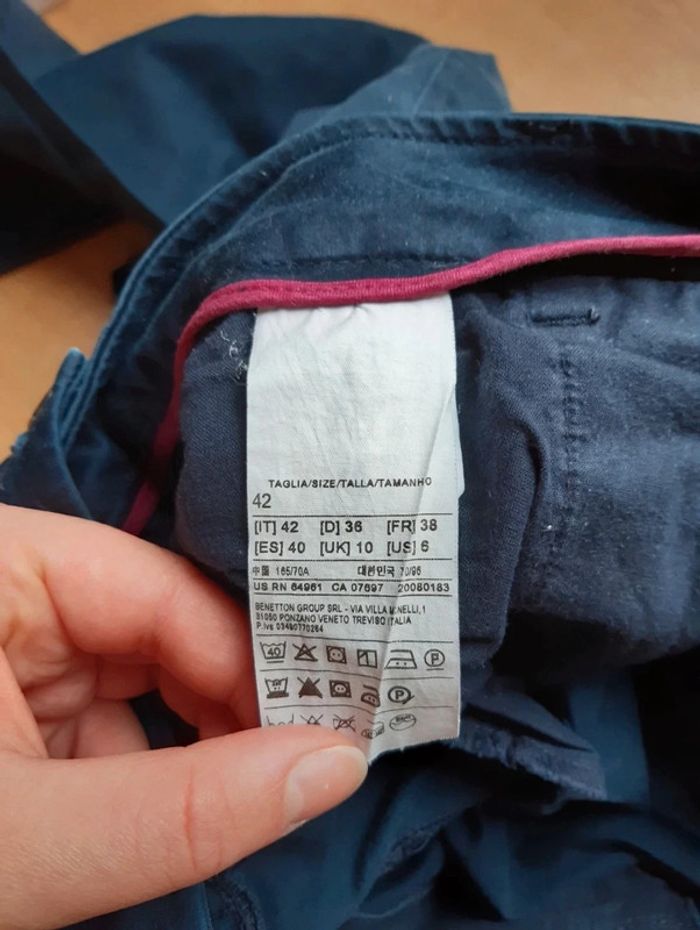 TAGLIA/SIZE/TALLA/TAMANHO
42
[IT] 42 [D] 36 [FR] 38
[ES] 40 [UK] 10 [US] 6
中国 165/70A 대한민국 70/96
US RN 64961 CA 07697 20080183
BENETTON GROUP SRL - VIA VILLA MINELLI,1
31050 PONZANO VENETO TREVISO ITALIA
P.iva 03490770264
40 P
P